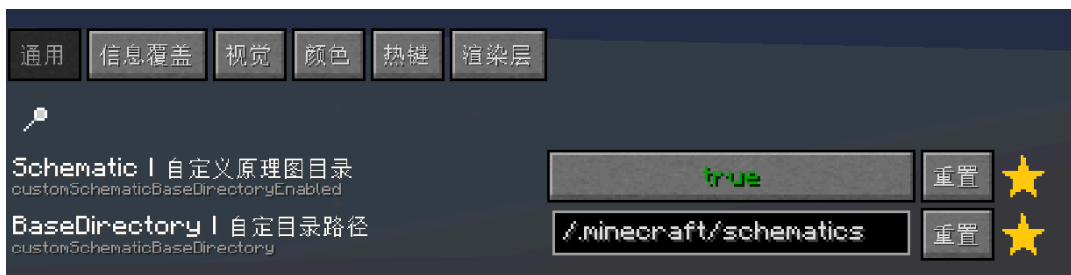 通用 信息覆盖 视觉 颜色 热键 渲染层
Schematic | 自定义原理图目录 true 重置
customSchematicBaseDirectoryEnabled
BaseDirectory | 自定目录路径 /.minecraft/schematics 重置
customSchematicBaseDirectory